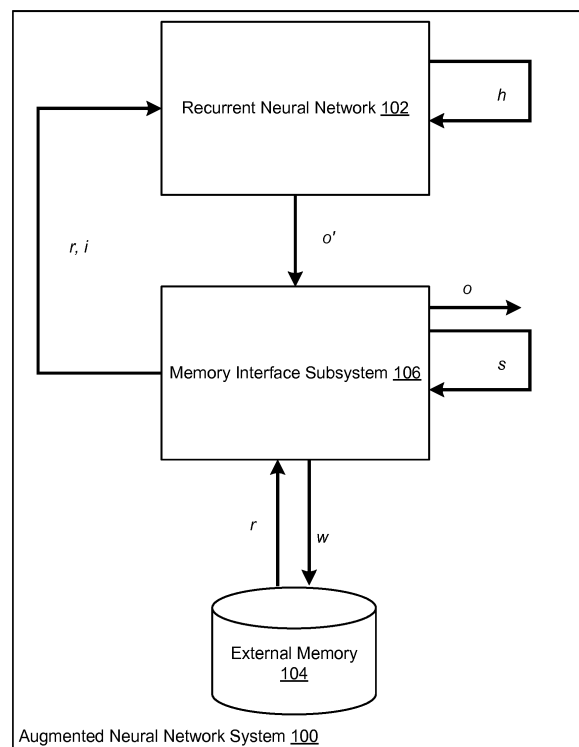 Recurrent Neural Network 102
h
r, i
o'
o
Memory Interface Subsystem 106
s
r
w
External Memory
104
Augmented Neural Network System 100